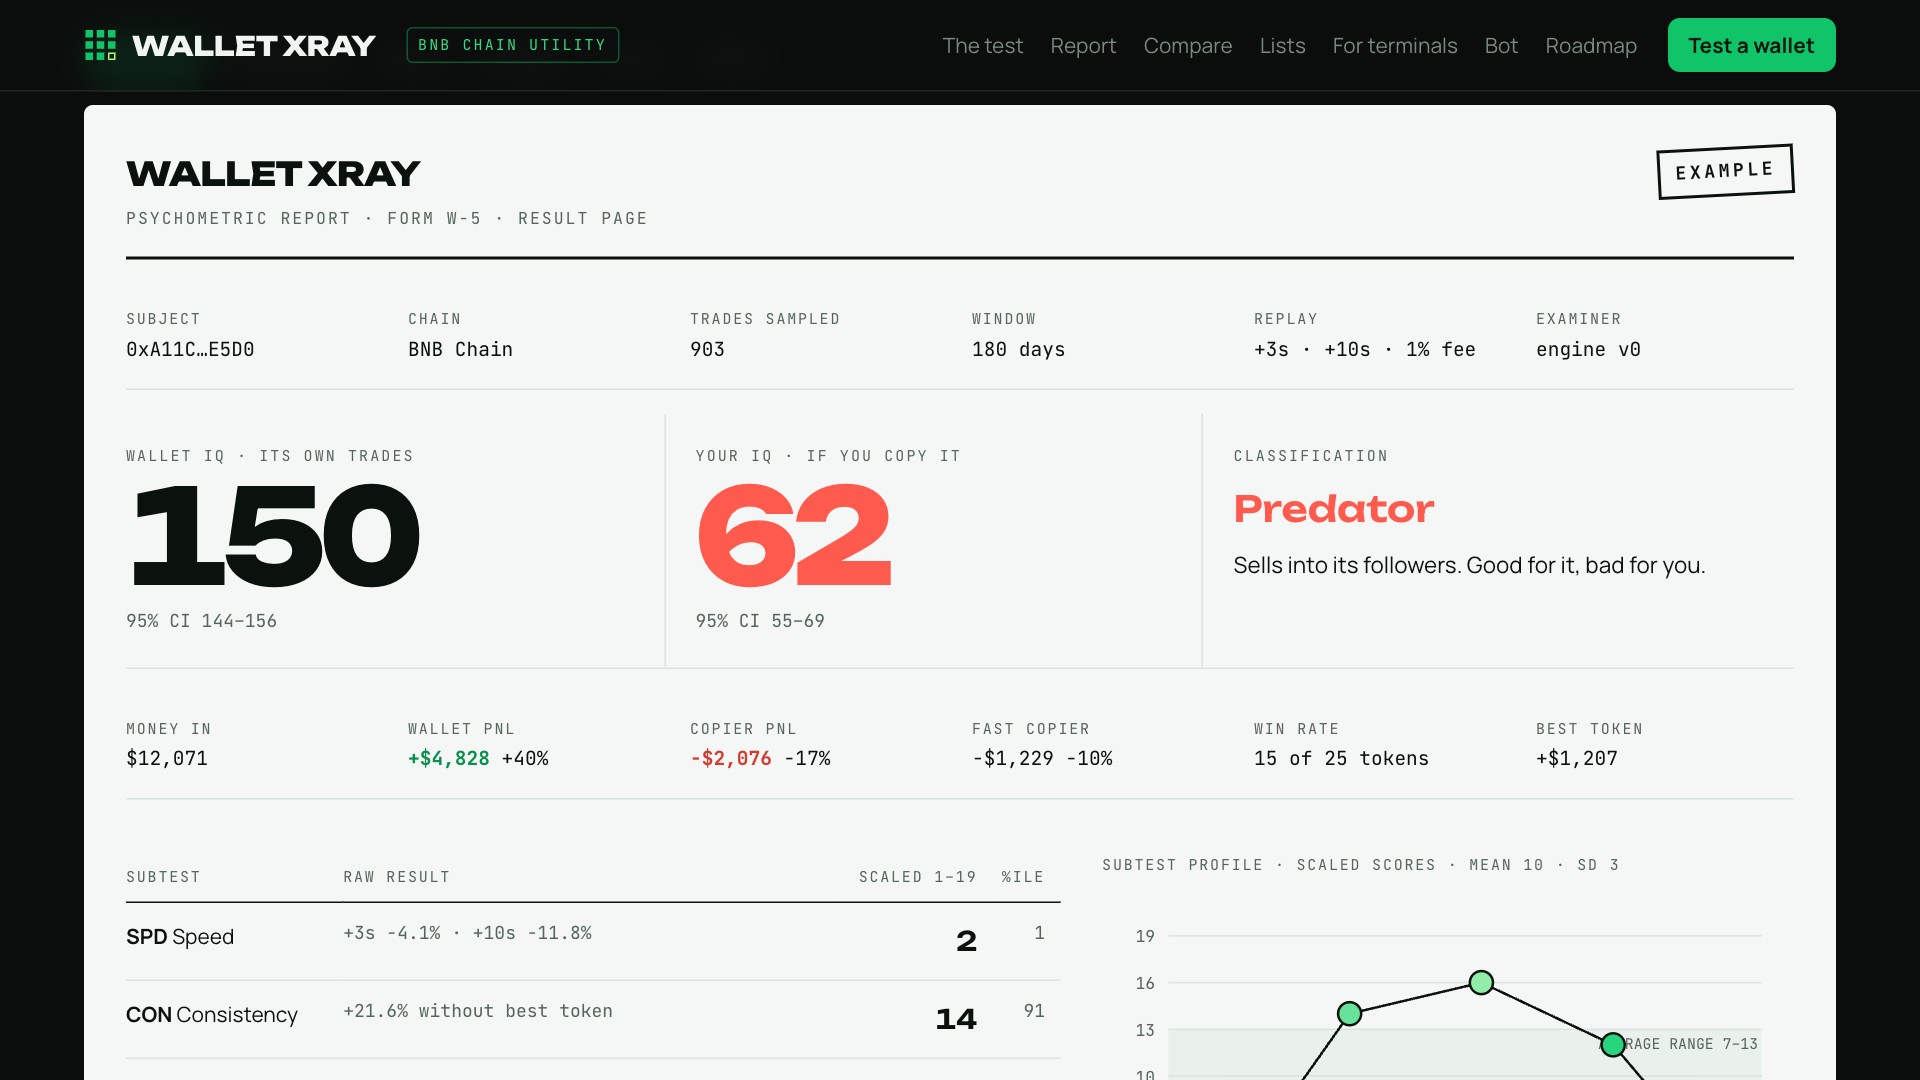 WALLET XRAY
BNB CHAIN UTILITY
The test
Report
Compare
Lists
For terminals
Bot
Roadmap
Test a wallet
WALLET XRAY
EXAMPLE
PSYCHOMETRIC REPORT · FORM W-5 · RESULT PAGE
SUBJECT
0xA11C…E5D0
CHAIN
BNB Chain
TRADES SAMPLED
903
WINDOW
180 days
REPLAY
+3s · +10s · 1% fee
EXAMINER
engine v0
WALLET IQ · ITS OWN TRADES
150
95% CI 144–156
YOUR IQ · IF YOU COPY IT
62
95% CI 55–69
CLASSIFICATION
Predator
Sells into its followers. Good for it, bad for you.
MONEY IN
$12,071
WALLET PNL
+$4,828 +40%
COPIER PNL
-$2,076 -17%
FAST COPIER
-$1,229 -10%
WIN RATE
15 of 25 tokens
BEST TOKEN
+$1,207
SUBTEST RAW RESULT SCALED 1–19 %ILE
SPD Speed +3s -4.1% · +10s -11.8% 2 1
CON Consistency +21.6% without best token 14 91
SUBTEST PROFILE · SCALED SCORES · MEAN 10 · SD 3
19
16
13
RANGE 7–13
10